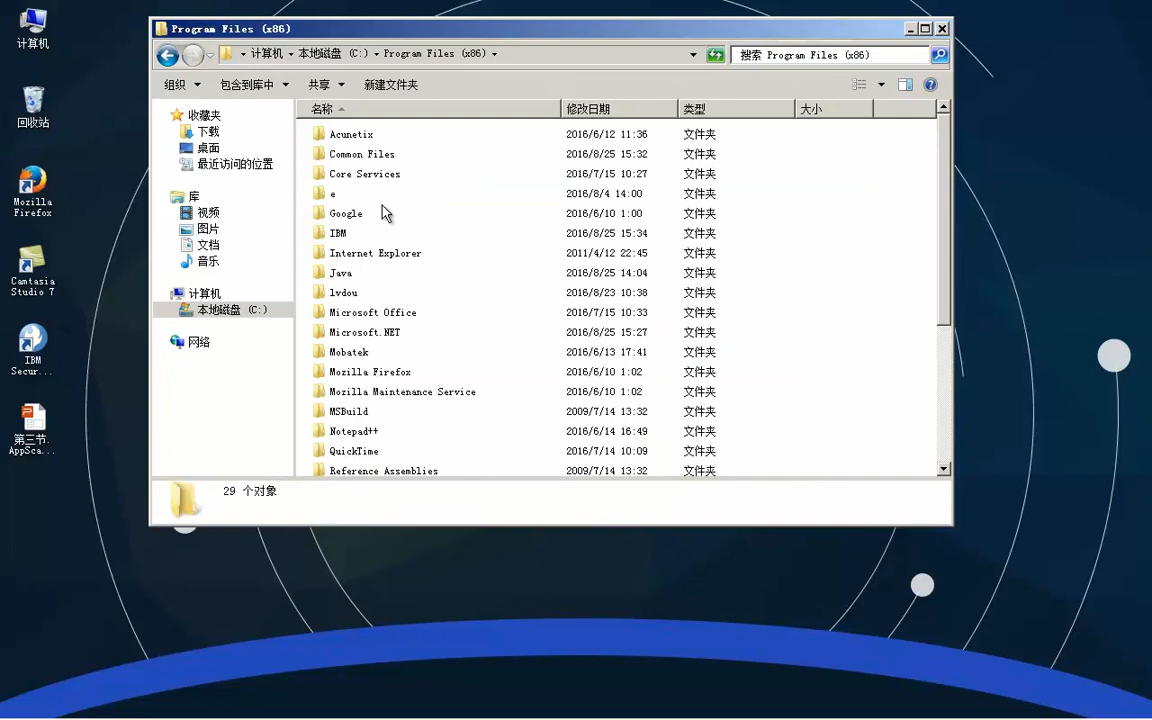 计算机
回收站
Mozilla
Firefox
Camtasia
Studio 7
IBM
Secur...
第三节.
AppSca...
Program Files (x86)
计算机 本地磁盘 (C:) Program Files (x86)
搜索 Program Files (x86)
组织 包含到库中 共享 新建文件夹
收藏夹
下载
桌面
最近访问的位置
库
视频
图片
文档
音乐
计算机
本地磁盘 (C:)
网络
名称 修改日期 类型 大小
Acunetix 2016/6/12 11:36 文件夹
Common Files 2016/8/25 15:32 文件夹
Core Services 2016/7/15 10:27 文件夹
e 2016/8/4 14:00 文件夹
Google 2016/6/10 1:00 文件夹
IBM 2016/8/25 15:34 文件夹
Internet Explorer 2011/4/12 22:45 文件夹
Java 2016/8/25 14:04 文件夹
lvdou 2016/8/23 10:38 文件夹
Microsoft Office 2016/7/15 10:33 文件夹
Microsoft.NET 2016/8/25 15:27 文件夹
Mobatek 2016/6/13 17:41 文件夹
Mozilla Firefox 2016/6/10 1:02 文件夹
Mozilla Maintenance Service 2016/6/10 1:02 文件夹
MSBuild 2009/7/14 13:32 文件夹
Notepad++ 2016/6/14 16:49 文件夹
QuickTime 2016/7/14 10:09 文件夹
Reference Assemblies 2009/7/14 13:32 文件夹
29 个对象